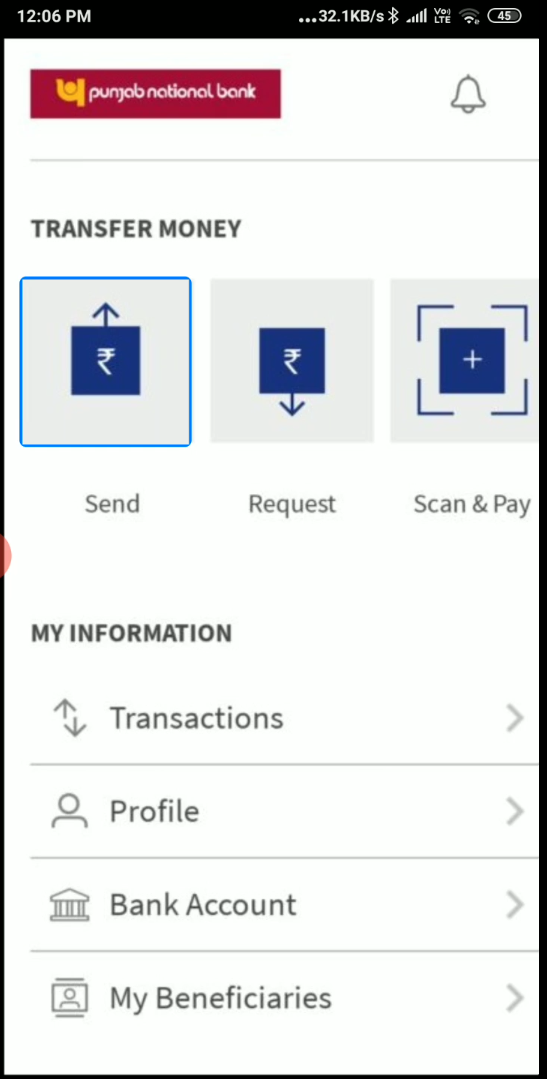 12:06 PM ...32.1KB/s Vo) LTE 45
punjab national bank
TRANSFER MONEY
₹ ₹ +
Send Request Scan & Pay
MY INFORMATION
Transactions
Profile
Bank Account
My Beneficiaries